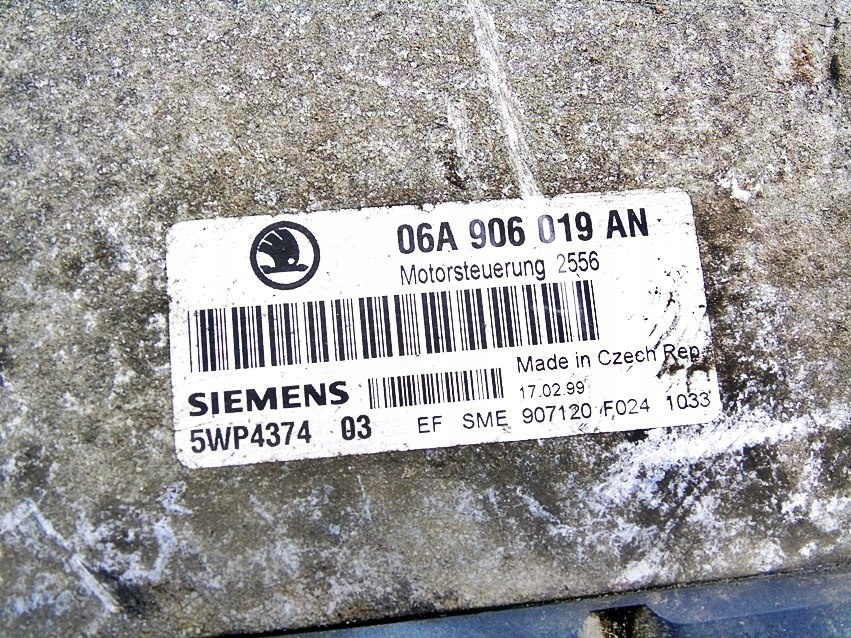 06A 906 019 AN
Motorsteuerung 2556
Made in Czech Rep.
SIEMENS 17.02.99
5WP4374 03 EF SME 907120 F024 1033